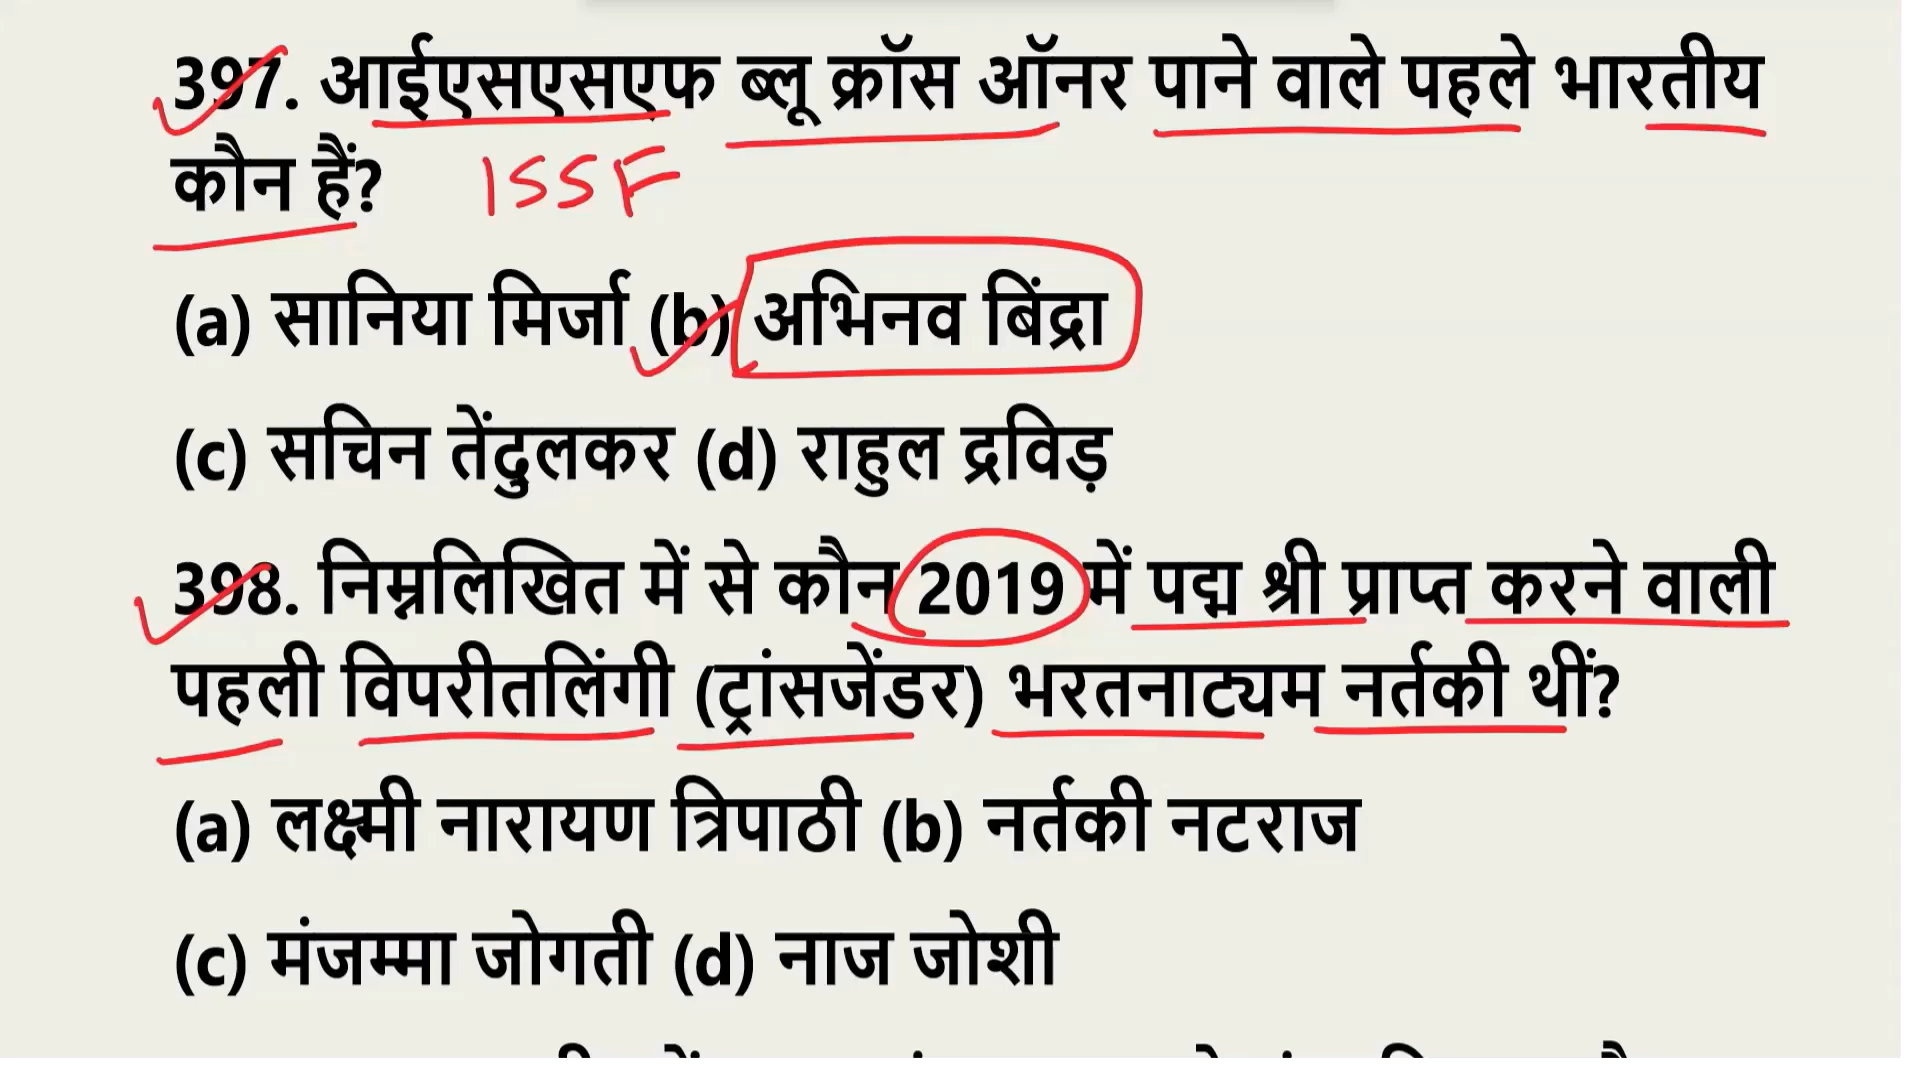 397. आईएसएसएफ ब्लू क्रॉस ऑनर पाने वाले पहले भारतीय
कौन हैं? ISSF
(a) सानिया मिर्जा (b) अभिनव बिंद्रा
(c) सचिन तेंदुलकर (d) राहुल द्रविड़
398. निम्नलिखित में से कौन 2019 में पद्म श्री प्राप्त करने वाली
पहली विपरीतलिंगी (ट्रांसजेंडर) भरतनाट्यम नर्तकी थीं?
(a) लक्ष्मी नारायण त्रिपाठी (b) नर्तकी नटराज
(c) मंजम्मा जोगती (d) नाज जोशी